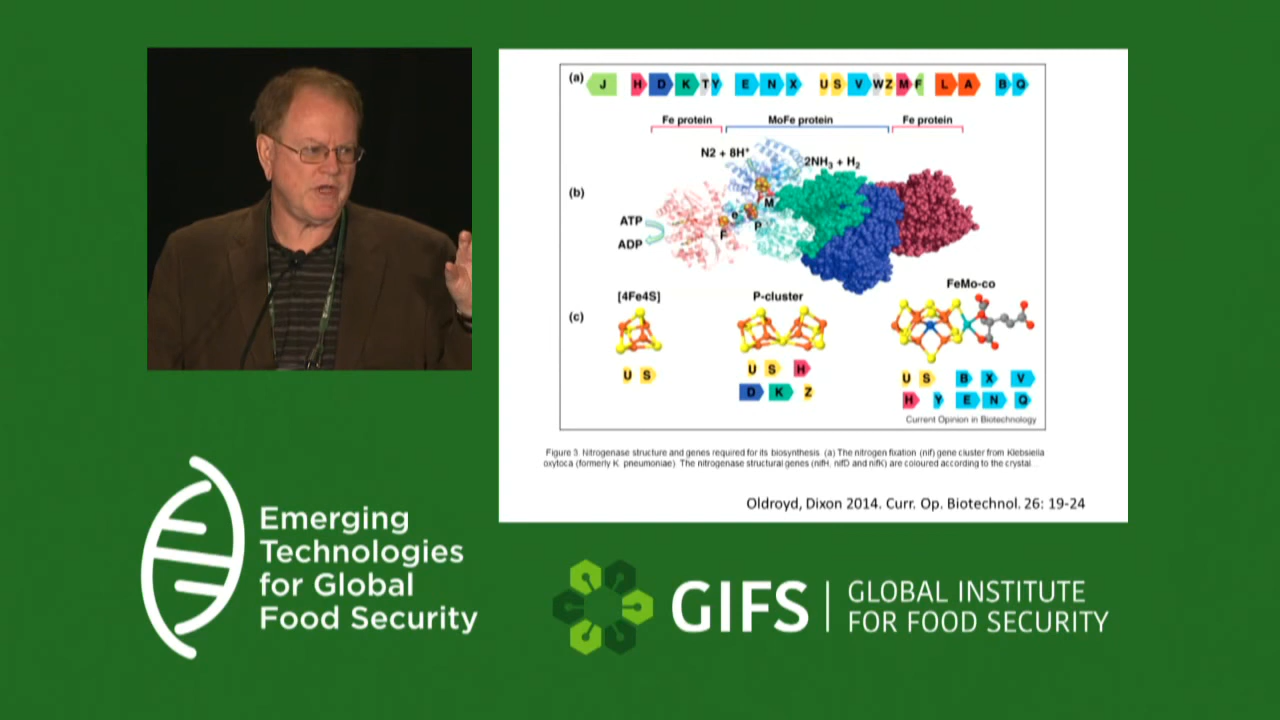 (a) J H D K T Y E N X U S V W Z M F L A B Q
Fe protein MoFe protein Fe protein
N2 + 8H+ 2NH3 + H2
(b)
M
e
P
F
ATP
ADP
FeMo-co
[4Fe4S] P-cluster
(c)
U S H U S B X V
U S D K Z H Y E N Q
Current Opinion in Biotechnology
Figure 3. Nitrogenase structure and genes required for its biosynthesis. (a) The nitrogen fixation (nif) gene cluster from Klebsiella
oxytoca (formerly K. pneumoniae). The nitrogenase structural genes (nifH, nifD and nifK) are coloured according to the crystal...
Oldroyd, Dixon 2014. Curr. Op. Biotechnol. 26: 19-24
Emerging
Technologies
for Global
Food Security
GIFS
GLOBAL INSTITUTE
FOR FOOD SECURITY